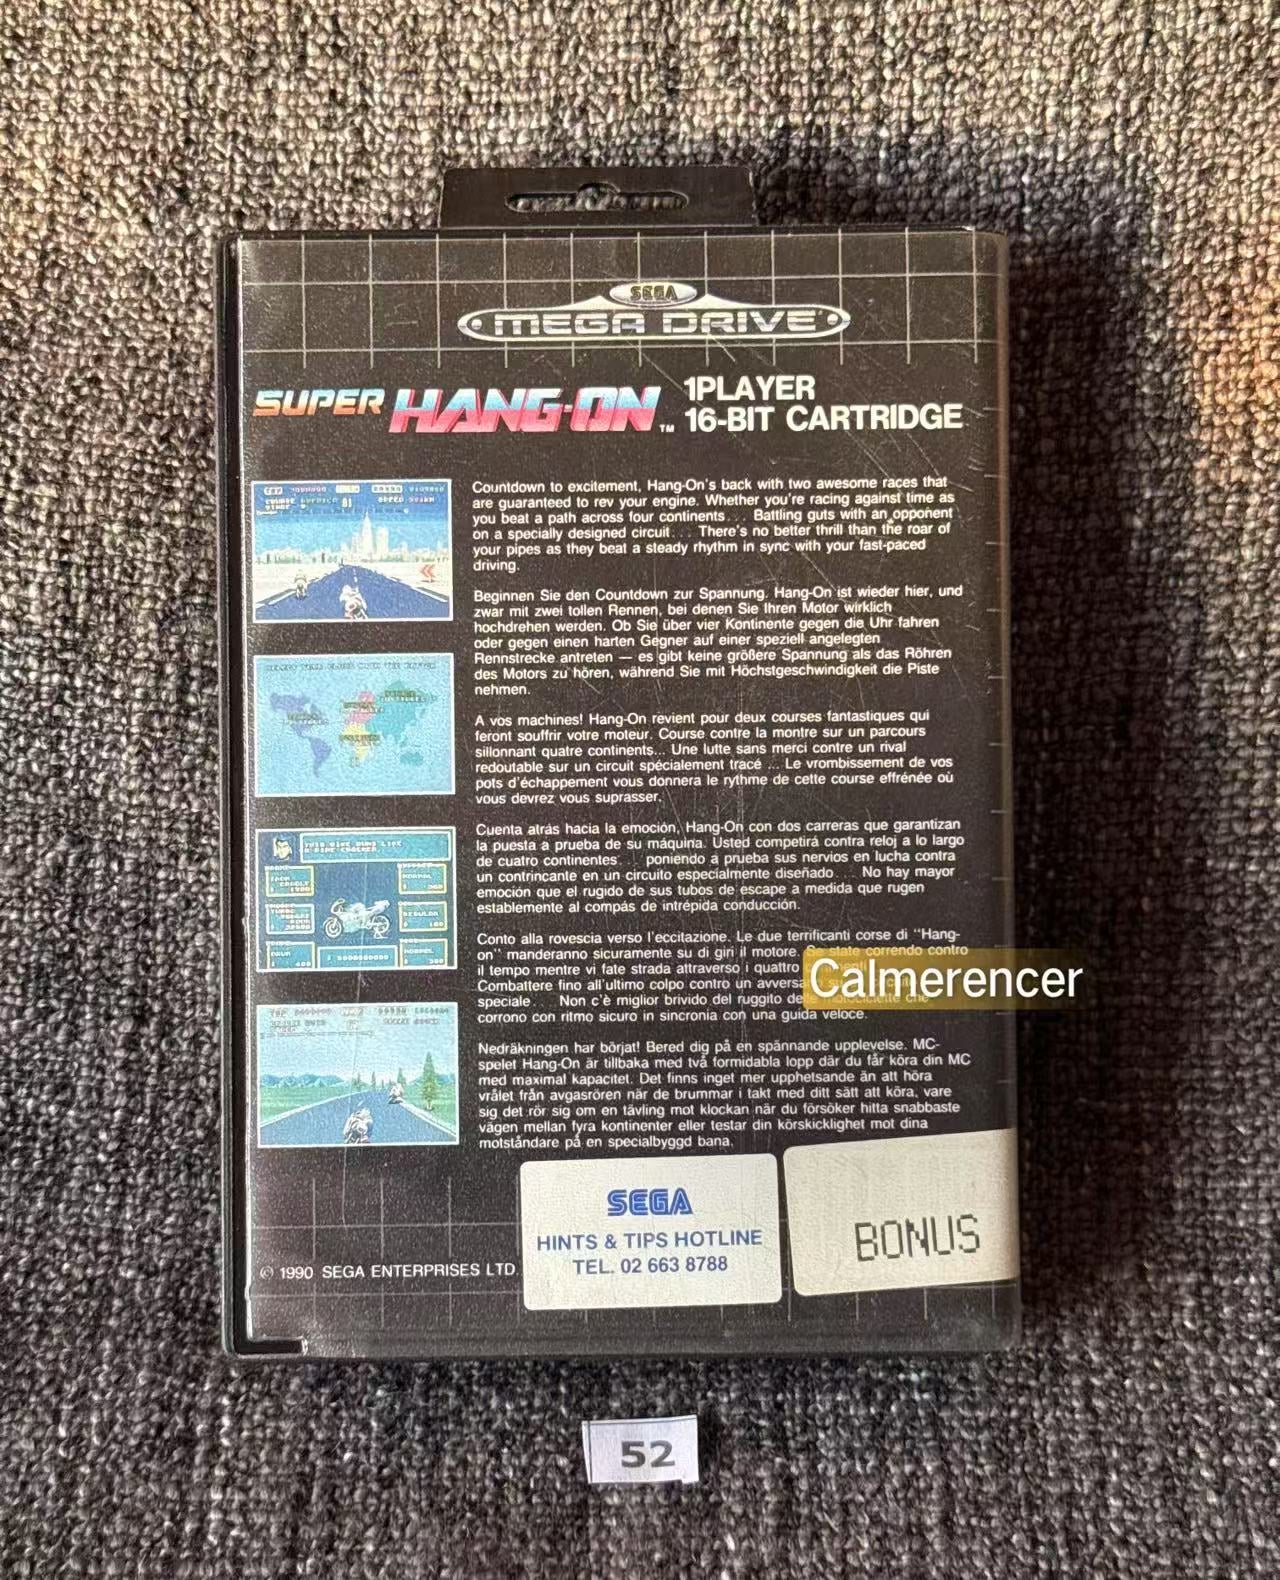 SEGA
MEGA DRIVE
SUPER HANG-ON™
1PLAYER
16-BIT CARTRIDGE
Countdown to excitement, Hang-On's back with two awesome races that
are guaranteed to rev your engine. Whether you're racing against time as
you beat a path across four continents... Battling guts with an opponent
on a specially designed circuit... There's no better thrill than the roar of
your pipes as they beat a steady rhythm in sync with your fast-paced
driving.
Beginnen Sie den Countdown zur Spannung. Hang-On ist wieder hier, und
zwar mit zwei tollen Rennen, bei denen Sie Ihren Motor wirklich
hochdrehen werden. Ob Sie über vier Kontinente gegen die Uhr fahren
oder gegen einen harten Gegner auf einer speziell angelegten
Rennstrecke antreten — es gibt keine größere Spannung als das Röhren
des Motors zu hören, während Sie mit Höchstgeschwindigkeit die Piste
nehmen.
A vos machines! Hang-On revient pour deux courses fantastiques qui
feront souffrir votre moteur. Course contre la montre sur un parcours
sillonnant quatre continents... Une lutte sans merci contre un rival
redoutable sur un circuit spécialement tracé ... Le vrombissement de vos
pots d'échappement vous donnera le rythme de cette course effrénée où
vous devrez vous suprasser.
Cuenta atrás hacia la emoción, Hang-On con dos carreras que garantizan
la puesta a prueba de su máquina. Usted competirá contra reloj a lo largo
de cuatro continentes... poniendo a prueba sus nervios en lucha contra
un contrincante en un circuito especialmente diseñado... No hay mayor
emoción que el rugido de sus tubos de escape a medida que rugen
establemente al compás de intrépida conducción.
Conto alla rovescia verso l'eccitazione. Le due terrificanti corse di "Hang-
on" manderanno sicuramente su di giri il motore. Se state correndo contro
il tempo mentre vi fate strada attraverso i quattro
Combattere fino all'ultimo colpo contro un
speciale... Non c'è miglior brivido del ruggito delle motociclette che
corrono con ritmo sicuro in sincronia con una guida veloce.
Calmerencer
Nedräkningen har börjat! Bered dig på en spännande upplevelse. MC-
spelet Hang-On är tillbaka med två formidabla lopp där du får köra din MC
med maximal kapacitet. Det finns inget mer upphetsande än att höra
vrålet från avgasrören när de brummar i takt med ditt sätt att köra, vare
sig det rör sig om en tävling mot klockan när du försöker hitta snabbaste
vägen mellan fyra kontinenter eller testar din körskicklighet mot dina
motståndare på en specialbyggd bana.
© 1990 SEGA ENTERPRISES LTD.
SEGA
HINTS & TIPS HOTLINE
TEL. 02 663 8788
BONUS
52